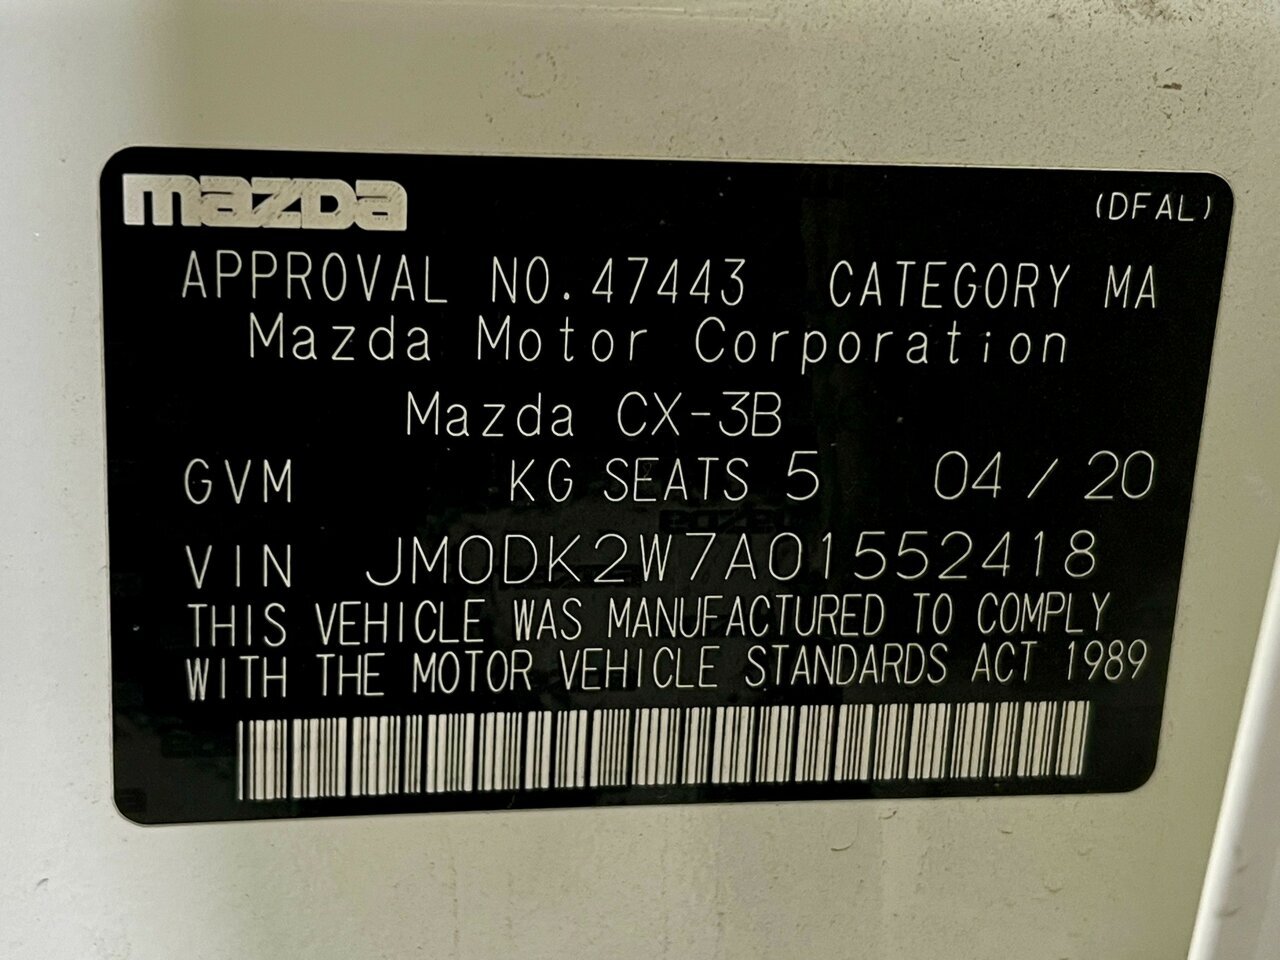 mazda (DFAL)
APPROVAL NO.47443 CATEGORY MA
Mazda Motor Corporation
Mazda CX-3B
GVM KG SEATS 5 04/20
VIN JM0DK2W7A01552418
THIS VEHICLE WAS MANUFACTURED TO COMPLY
WITH THE MOTOR VEHICLE STANDARDS ACT 1989